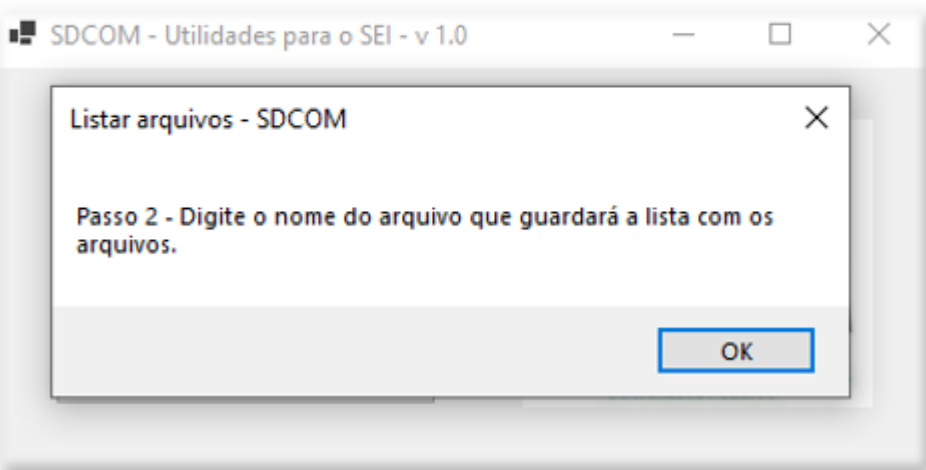 SDCOM - Utilidades para o SEI - v 1.0
Listar arquivos - SDCOM
Passo 2 - Digite o nome do arquivo que guardará a lista com os
arquivos.
OK